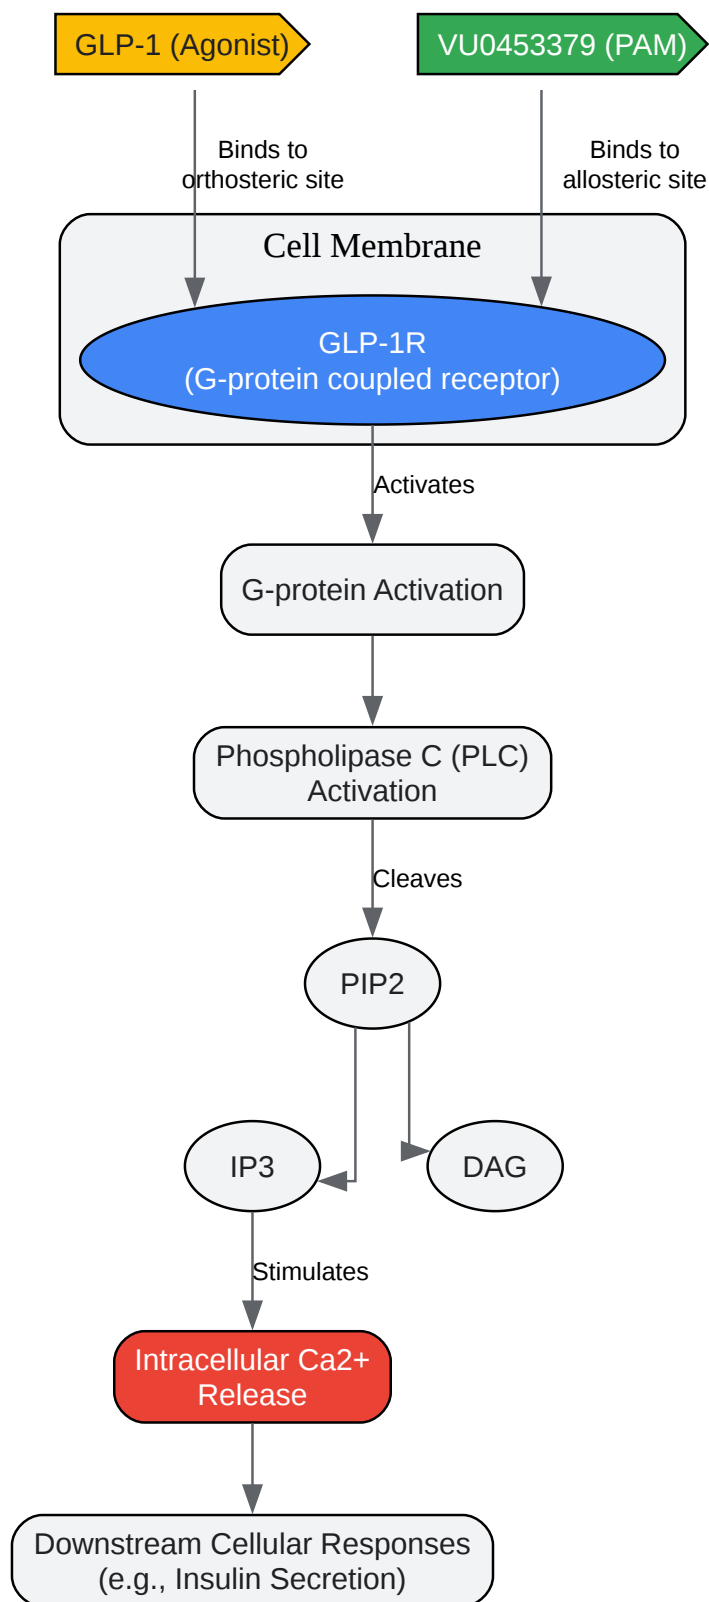 GLP-1 (Agonist)
VU0453379 (PAM)
Binds to
orthosteric site
Binds to
allosteric site
Cell Membrane
GLP-1R
(G-protein coupled receptor)
Activates
G-protein Activation
Phospholipase C (PLC)
Activation
Cleaves
PIP2
IP3
DAG
Stimulates
Intracellular Ca2+
Release
Downstream Cellular Responses
(e.g., Insulin Secretion)